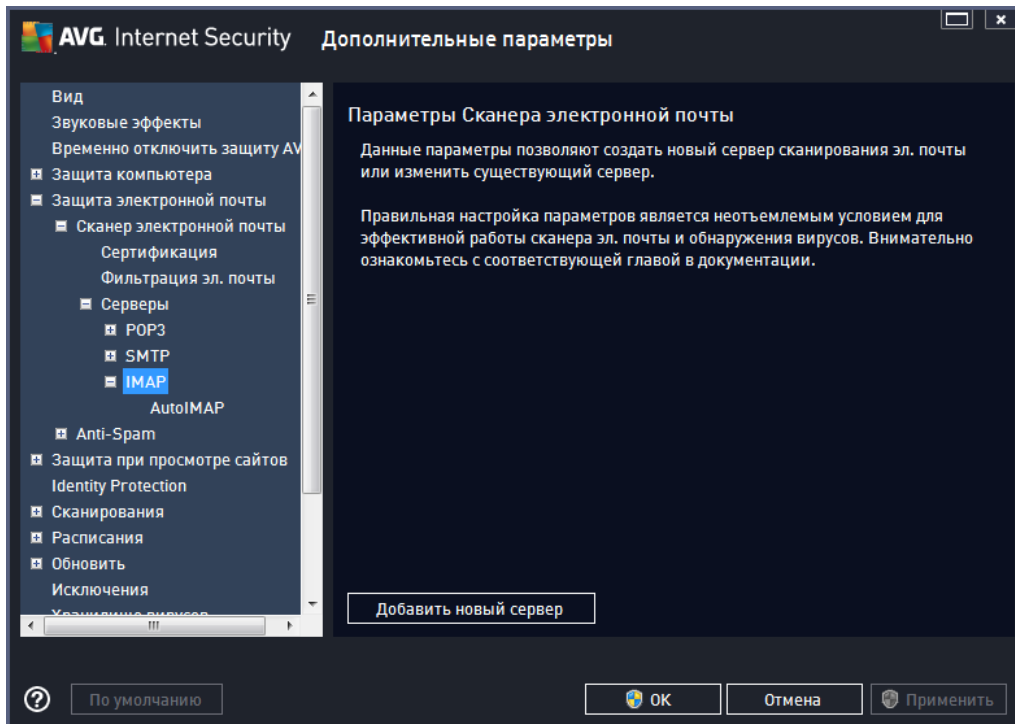 AVG. Internet Security Дополнительные параметры
Вид
Звуковые эффекты
Временно отключить защиту AV
Защита компьютера
Защита электронной почты
Сканер электронной почты
Сертификация
Фильтрация эл. почты
Серверы
POP3
SMTP
IMAP
AutoIMAP
Anti-Spam
Защита при просмотре сайтов
Identity Protection
Сканирования
Расписания
Обновить
Исключения
Хранилище вирусов
Параметры Сканера электронной почты
Данные параметры позволяют создать новый сервер сканирования эл. почты
или изменить существующий сервер.
Правильная настройка параметров является неотъемлемым условием для
эффективной работы сканера эл. почты и обнаружения вирусов. Внимательно
ознакомьтесь с соответствующей главой в документации.
Добавить новый сервер
По умолчанию
OK
Отмена
Применить